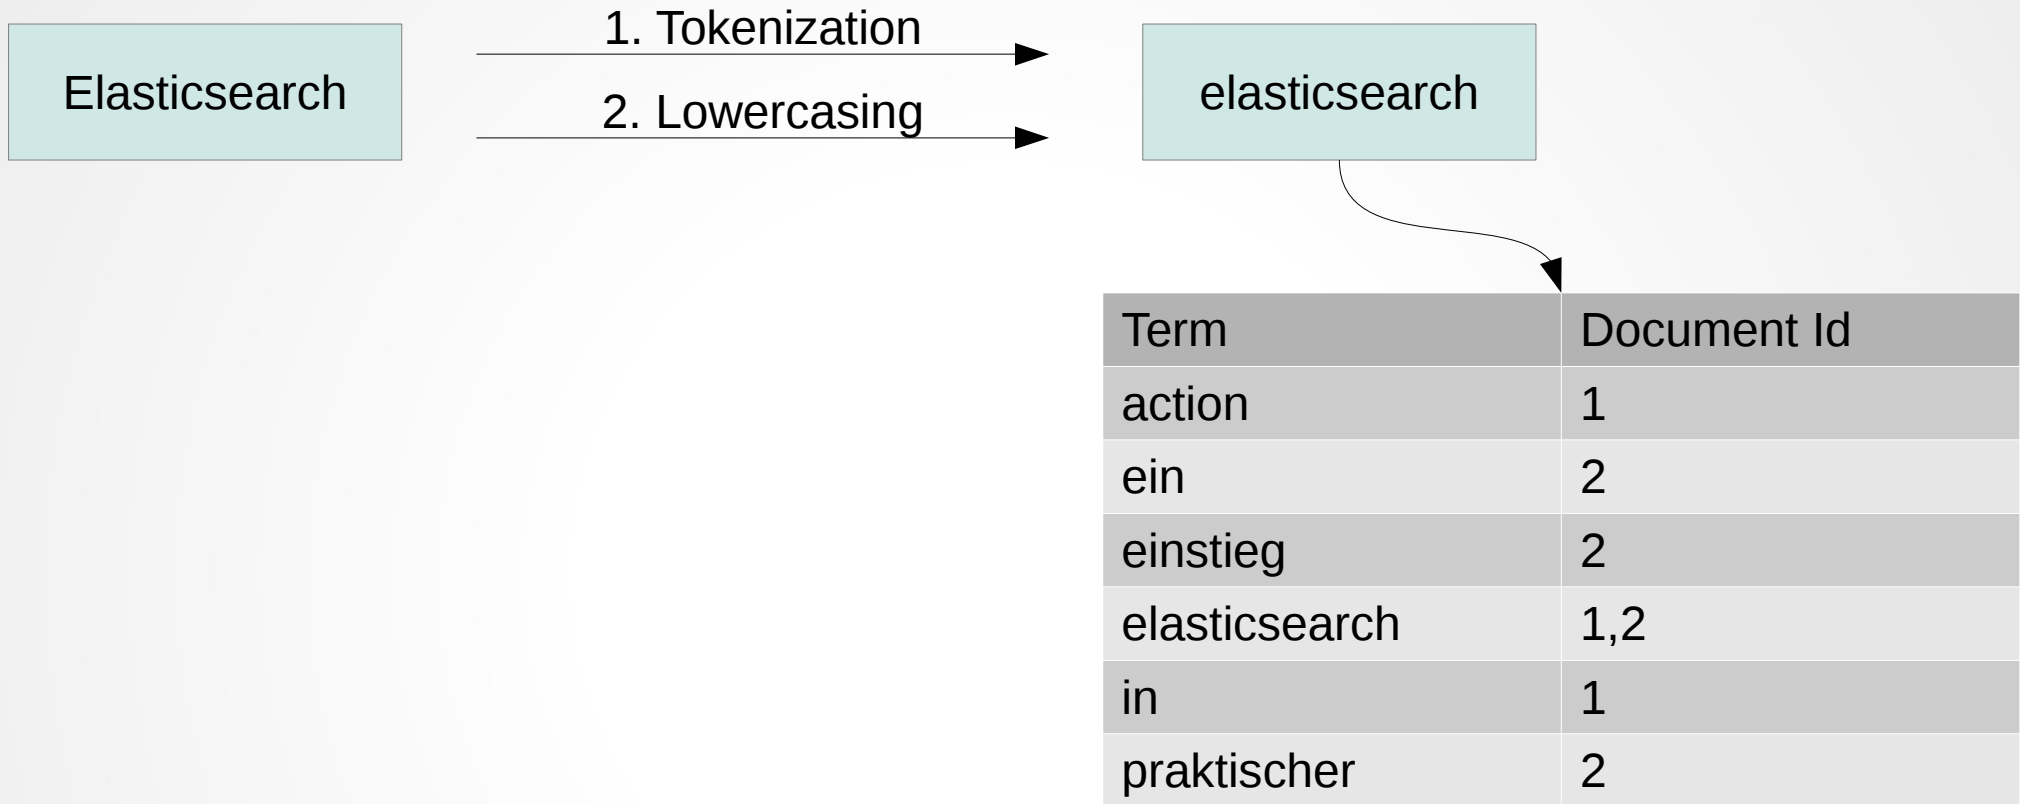 Elasticsearch
1. Tokenization
2. Lowercasing
elasticsearch
Term Document Id
action 1
ein 2
einstieg 2
elasticsearch 1,2
in 1
praktischer 2